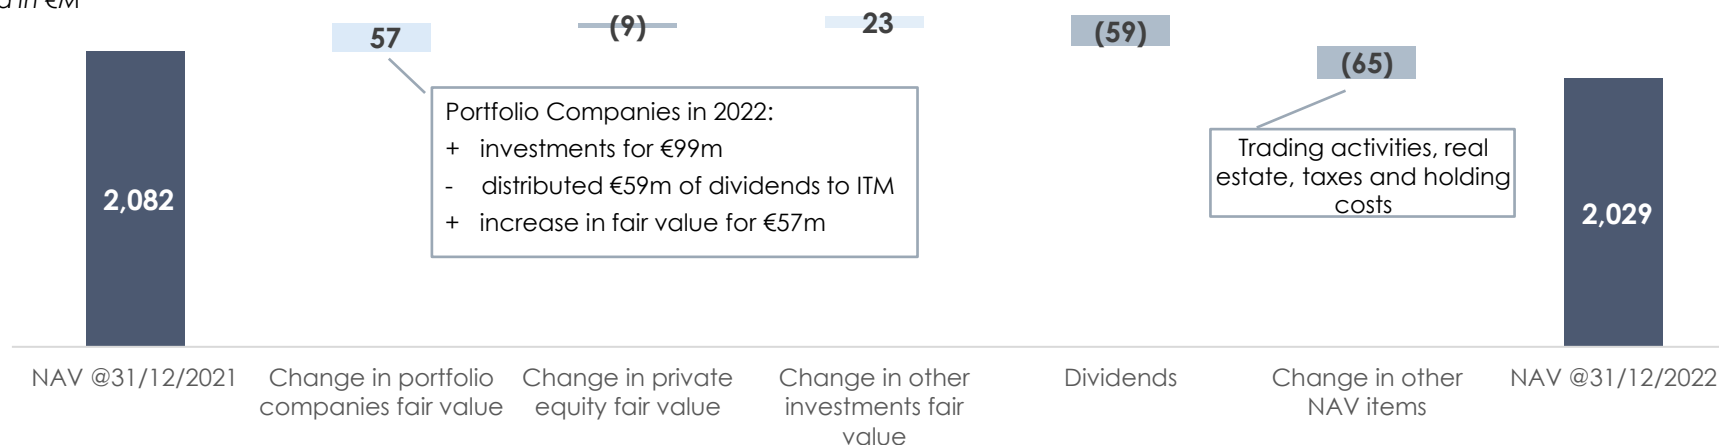 in €M
57
(9)
23
(59)
(65)
Portfolio Companies in 2022:
+ investments for €99m
- distributed €59m of dividends to ITM
+ increase in fair value for €57m
Trading activities, real
estate, taxes and holding
costs
2,082
2,029
NAV @31/12/2021
Change in portfolio
companies fair value
Change in private
equity fair value
Change in other
investments fair
value
Dividends
Change in other
NAV items
NAV @31/12/2022